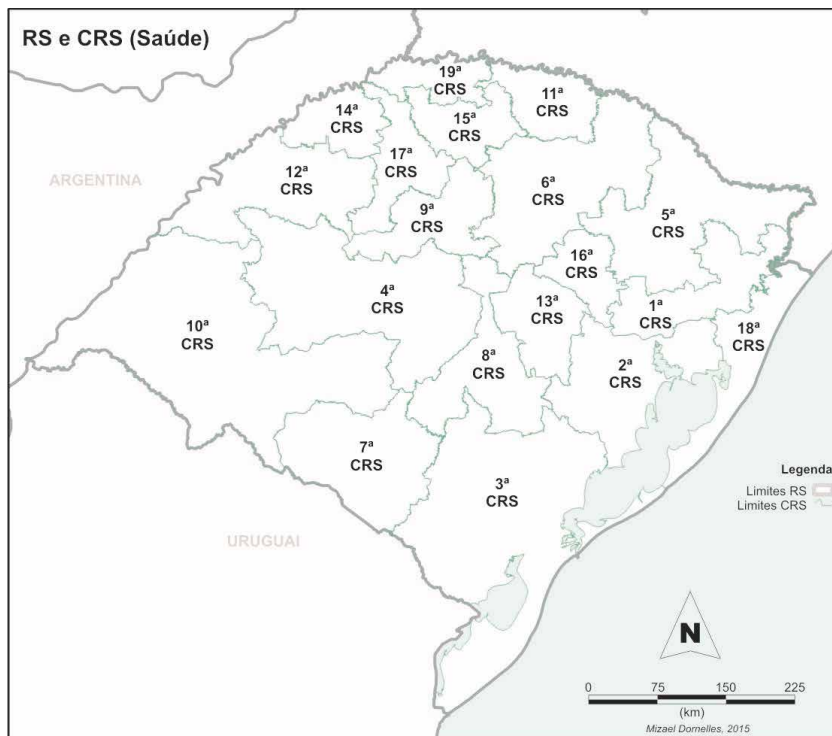 RS e CRS (Saúde)
19ª
CRS
11ª
CRS
14ª
CRS
15ª
CRS
17ª
CRS
ARGENTINA
12ª
CRS
6ª
CRS
9ª
CRS
5ª
CRS
16ª
CRS
4ª
CRS
13ª
CRS
1ª
CRS
10ª
CRS
18ª
CRS
8ª
CRS
2ª
CRS
7ª
CRS
3ª
CRS
URUGUAI
Legenda
Limites RS
Limites CRS
N
0 75 150 225
(km)
Mizael Dornelles, 2015